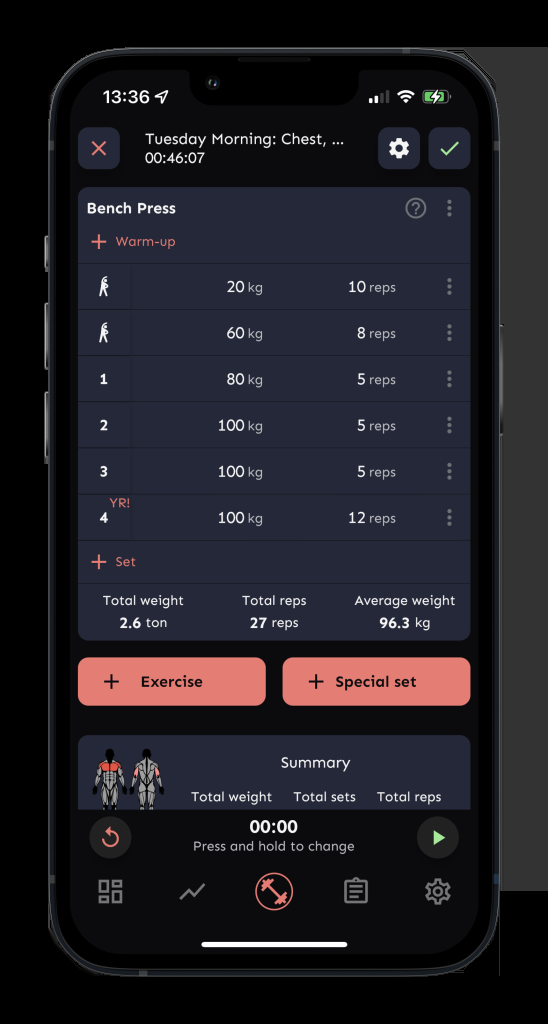 13:36
Tuesday Morning: Chest, ...
00:46:07
Bench Press
+ Warm-up
20 kg 10 reps
60 kg 8 reps
1 80 kg 5 reps
2 100 kg 5 reps
3 100 kg 5 reps
YR!
4 100 kg 12 reps
+ Set
Total weight Total reps Average weight
2.6 ton 27 reps 96.3 kg
+ Exercise + Special set
Summary
Total weight Total sets Total reps
00:00
Press and hold to change